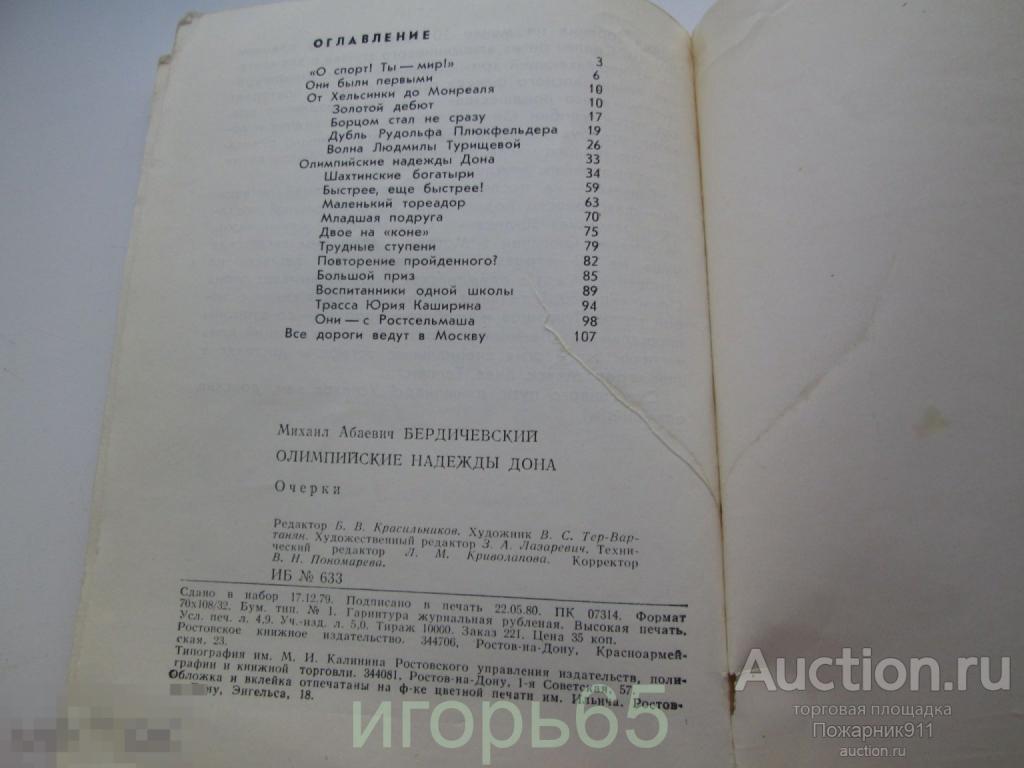 ОГЛАВЛЕНИЕ
«О спорт! Ты — мир!» 3
Они были первыми 6
От Хельсинки до Монреаля 10
Золотой дебют 10
Борцом стал не сразу 17
Дубль Рудольфа Плюкфельдера 19
Волна Людмилы Турищевой 26
Олимпийские надежды Дона 33
Шахтинские богатыри 34
Быстрее, еще быстрее! 59
Маленький тореадор 63
Младшая подруга 70
Двое на «коне» 75
Трудные ступени 79
Повторение пройденного? 82
Большой приз 85
Воспитанники одной школы 89
Трасса Юрия Каширина 94
Они — с Ростсельмаша 98
Все дороги ведут в Москву 107
Михаил Абаевич БЕРДИЧЕВСКИЙ
ОЛИМПИЙСКИЕ НАДЕЖДЫ ДОНА
Очерки
Редактор Б. В. Красильников. Художник В. С. Тер-Вар-
танян. Художественный редактор З. А. Лазаревич. Техни-
ческий редактор Л. М. Криволапова. Корректор
В. Н. Пономарева.
ИБ № 633
Сдано в набор 17.12.79. Подписано в печать 22.05.80. ПК 07314. Формат
70х108/32. Бум. тип. № 1. Гарнитура журнальная рубленая. Высокая печать.
Усл. печ. л. 4,9. Уч.-изд. л. 5,0. Тираж 10000. Заказ 221. Цена 35 коп.
Ростовское книжное издательство. 344706, Ростов-на-Дону, Красноармей-
ская, 23.
Типография им. М. И. Калинина Ростовского управления издательств, поли-
графии и книжной торговли. 344081, Ростов-на-Дону, 1-я Советская, 57.
Обложка и вклейка отпечатаны на ф-ке цветной печати им. Ильича. Ростов-
Дону, Энгельса, 18.
игорь65
Auction.ru
торговая площадка
Пожарник911
auction.ru